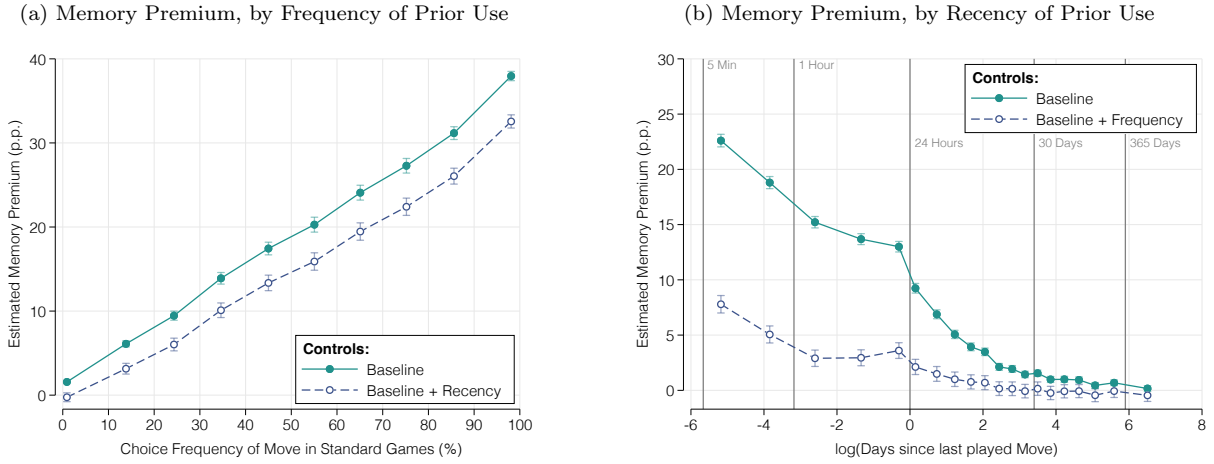 (a) Memory Premium, by Frequency of Prior Use
40
30
20
10
0
0 10 20 30 40 50 60 70 80 90 100
Estimated Memory Premium (p.p.)
Choice Frequency of Move in Standard Games (%)
Controls:
Baseline
Baseline + Recency
(b) Memory Premium, by Recency of Prior Use
30
25
20
15
10
5
0
-6 -4 -2 0 2 4 6 8
Estimated Memory Premium (p.p.)
log(Days since last played Move)
5 Min
1 Hour
24 Hours
30 Days
365 Days
Controls:
Baseline
Baseline + Frequency